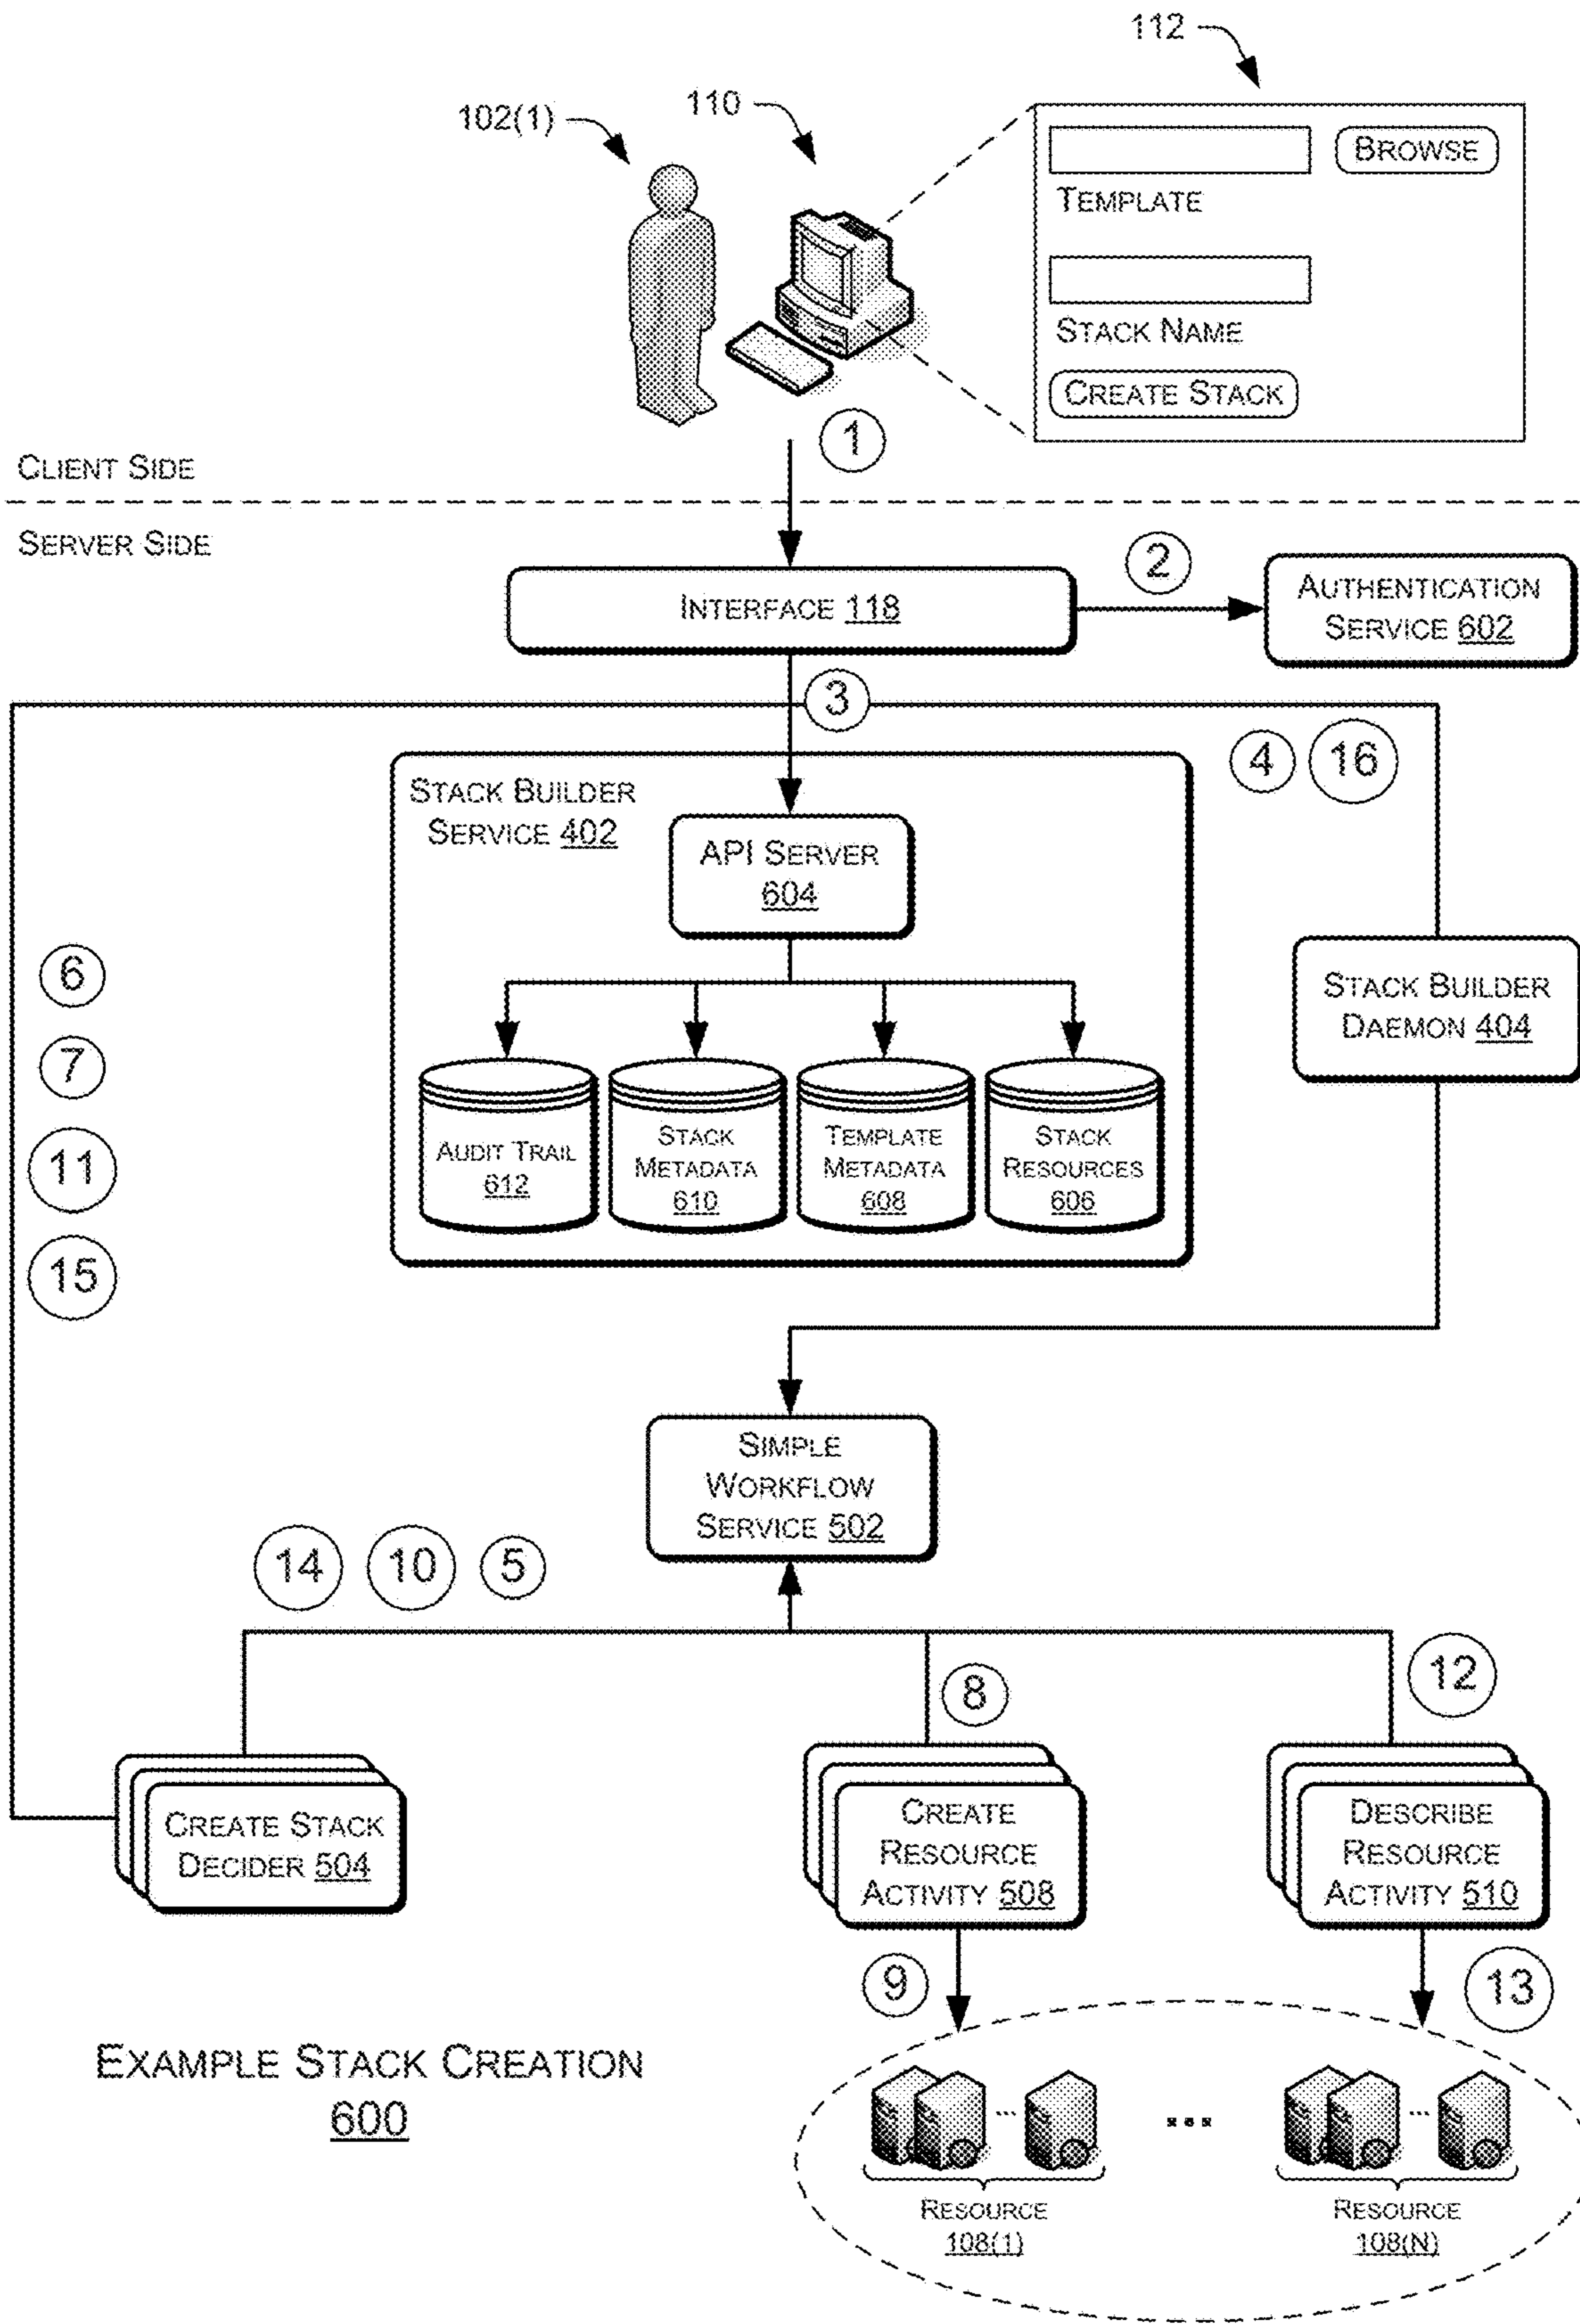 112
110
102(1)
BROWSE
TEMPLATE
STACK NAME
CREATE STACK
1
CLIENT SIDE
SERVER SIDE
2
INTERFACE 118
AUTHENTICATION
SERVICE 602
3
4
16
STACK BUILDER
SERVICE 402
API SERVER
604
6
7
11
15
STACK BUILDER
DAEMON 404
AUDIT TRAIL
612
STACK
METADATA
610
TEMPLATE
METADATA
608
STACK
RESOURCES
606
SIMPLE
WORKFLOW
SERVICE 502
14
10
5
8
12
CREATE STACK
DECIDER 504
CREATE
RESOURCE
ACTIVITY 508
DESCRIBE
RESOURCE
ACTIVITY 510
9
13
EXAMPLE STACK CREATION
600
...
...
...
RESOURCE
108(1)
RESOURCE
108(N)